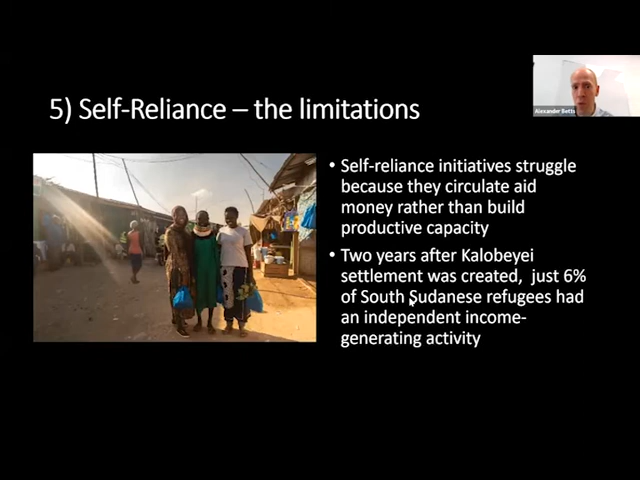 5) Self-Reliance – the limitations
Alexander Betts
• Self-reliance initiatives struggle
because they circulate aid
money rather than build
productive capacity
• Two years after Kalobeyei
settlement was created, just 6%
of South Sudanese refugees had
an independent income-
generating activity